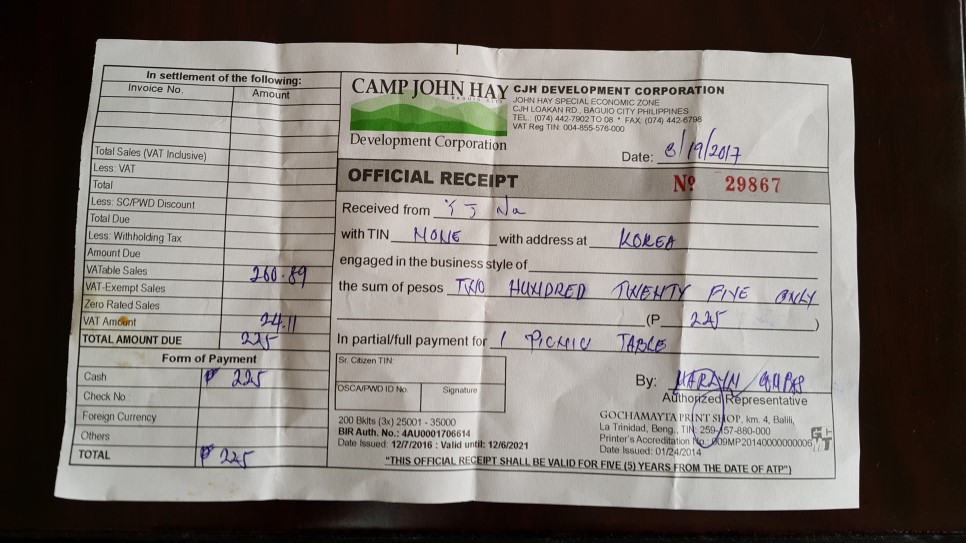 In settlement of the following:
Invoice No. Amount
Total Sales (VAT Inclusive)
Less: VAT
Total
Less: SC/PWD Discount
Total Due
Less: Withholding Tax
Amount Due
VATable Sales 200.89
VAT-Exempt Sales
Zero Rated Sales
VAT Amount 24.11
TOTAL AMOUNT DUE 225
Form of Payment
Cash ₱ 225
Check No.
Foreign Currency
Others
TOTAL ₱ 225
CAMP JOHN HAY
BAGUIO CITY
Development Corporation
CJH DEVELOPMENT CORPORATION
JOHN HAY SPECIAL ECONOMIC ZONE
CJH LOAKAN RD., BAGUIO CITY PHILIPPINES
TEL.: (074) 442-7902 TO 08 * FAX: (074) 442-6798
VAT Reg TIN: 004-855-576-000
Date: 8/19/2017
OFFICIAL RECEIPT Nº 29867
Received from Y J Na
with TIN NONE with address at KOREA
engaged in the business style of
the sum of pesos TWO HUNDRED TWENTY FIVE ONLY
(P 225 )
In partial/full payment for 1 PICNIC TABLE
Sr. Citizen TIN:
OSCA/PWD ID No. Signature
By: MARLYN
Authorized Representative
200 Bklts (3x) 25001 - 35000
BIR Auth. No.: 4AU0001706614
Date Issued: 12/7/2016 : Valid until: 12/6/2021
GOCHAMAYTA PRINT SHOP, km. 4, Balili,
La Trinidad, Beng., TIN: 259-157-880-000
Printer's Accreditation No.: 009MP20140000000006
Date Issued: 01/24/2014
"THIS OFFICIAL RECEIPT SHALL BE VALID FOR FIVE (5) YEARS FROM THE DATE OF ATP")